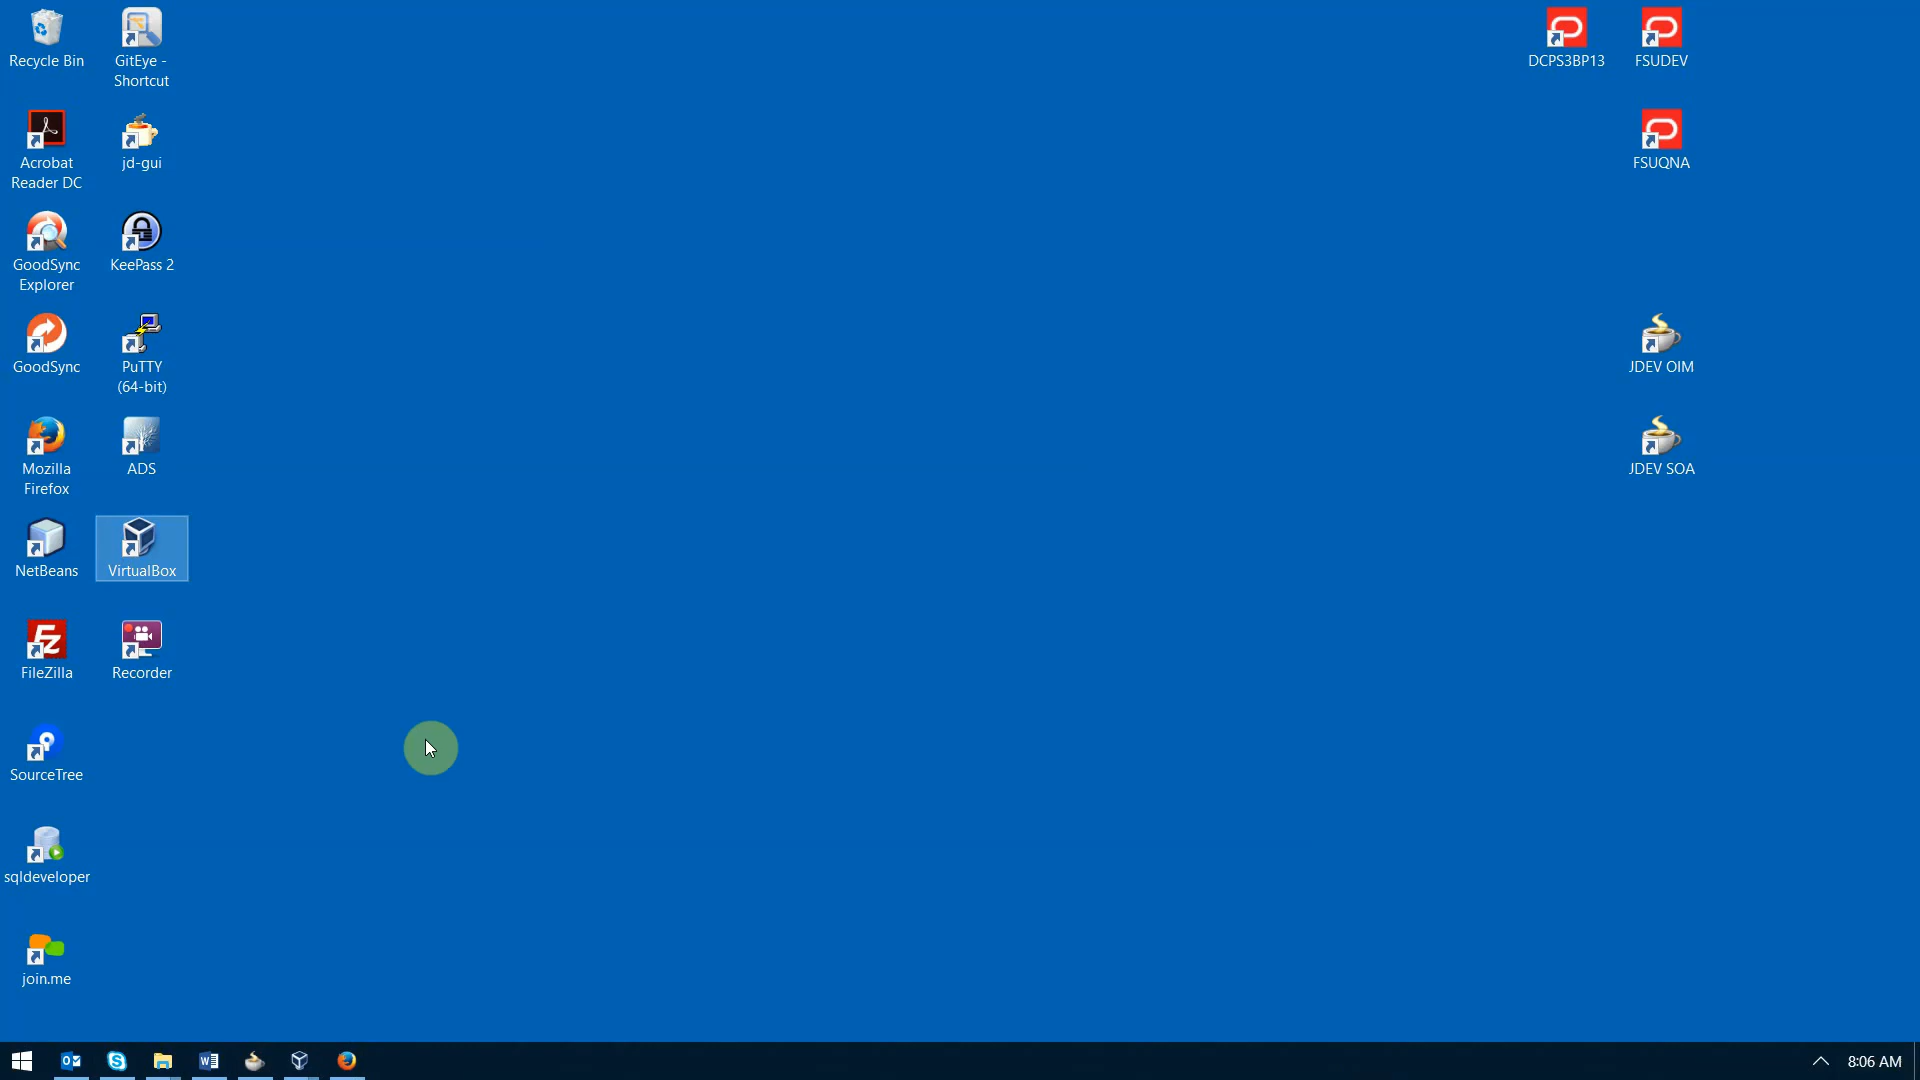 Recycle Bin
GitEye -
Shortcut
DCPS3BP13
FSUDEV
Acrobat
Reader DC
jd-gui
FSUQNA
GoodSync
Explorer
KeePass 2
GoodSync
PuTTY
(64-bit)
JDEV OIM
Mozilla
Firefox
ADS
JDEV SOA
NetBeans
VirtualBox
FileZilla
Recorder
SourceTree
sqldeveloper
join.me
8:06 AM